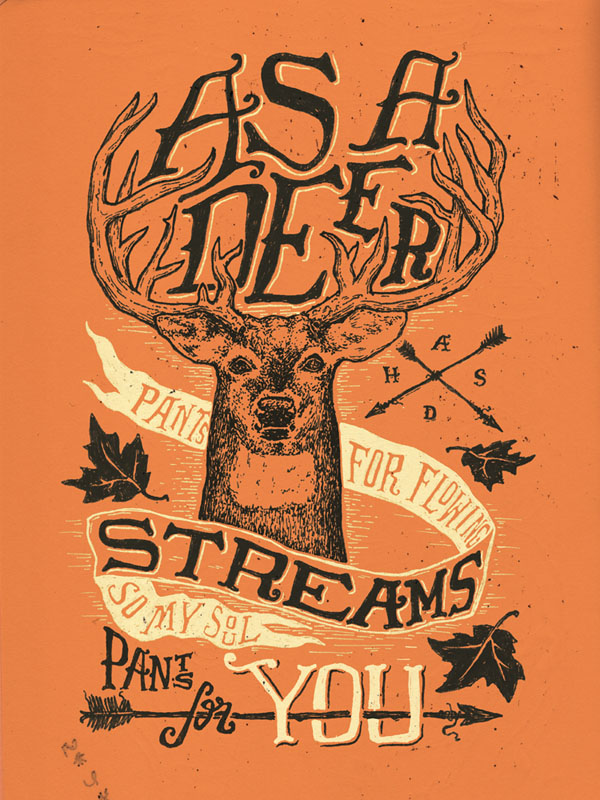 AS A
DEER
PANTS
FOR FLOWING
STREAMS
SO MY SOUL
PANTS
for
YOU
H Æ S D